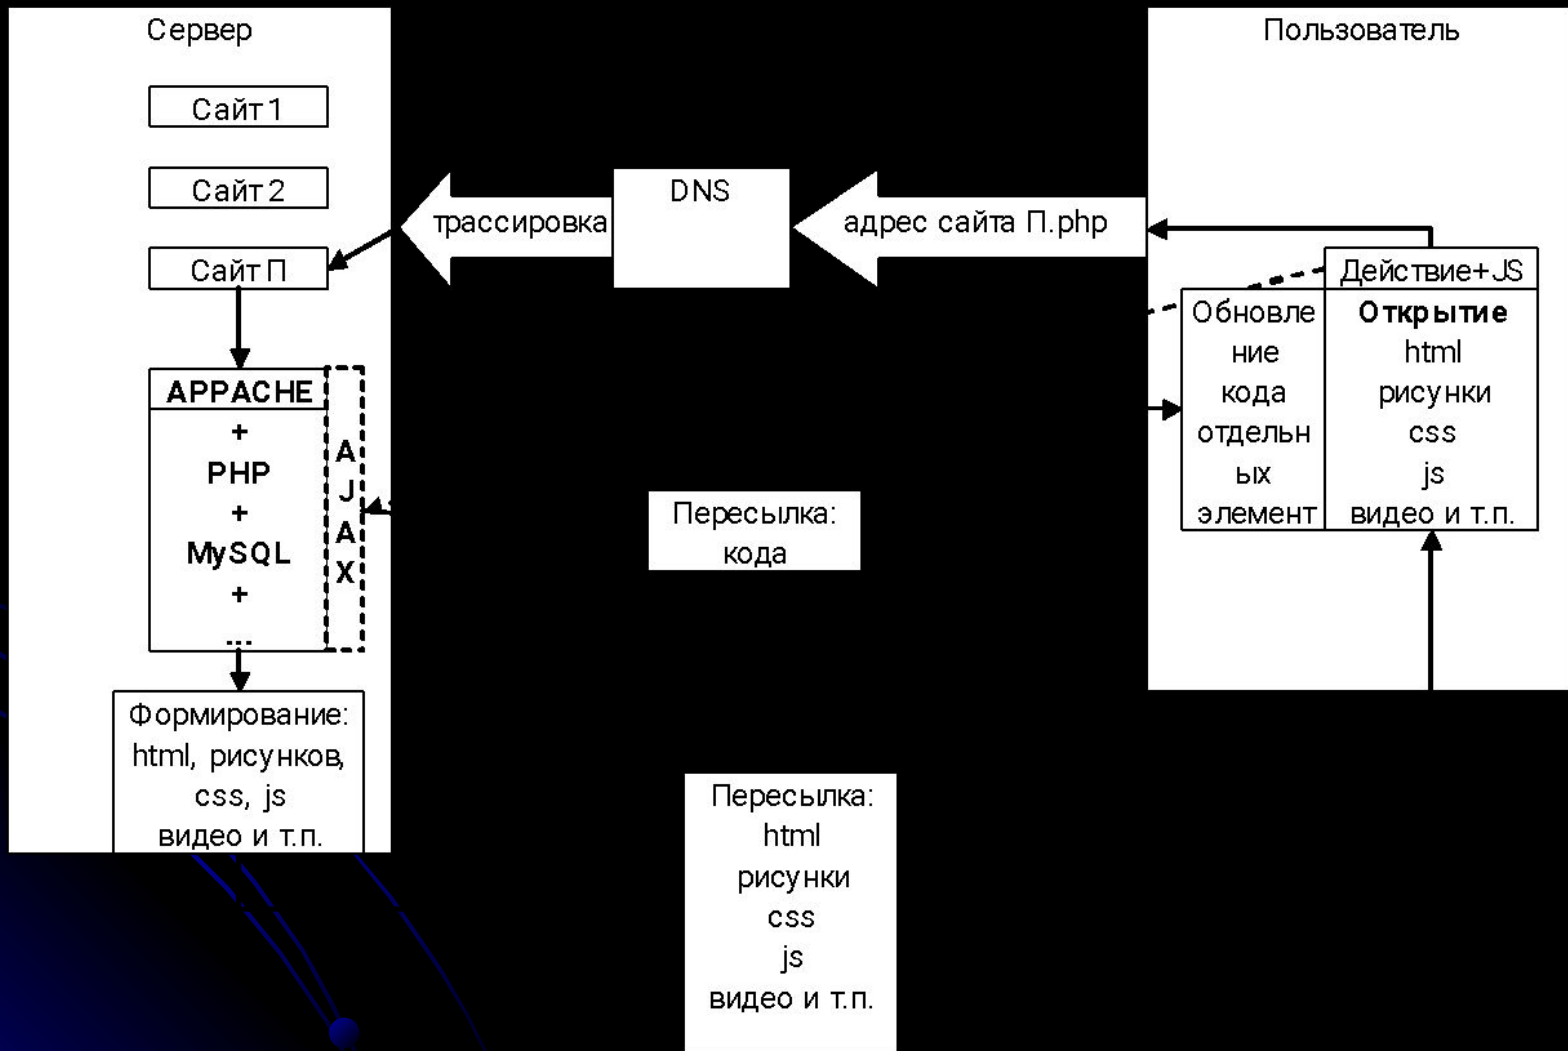 Сервер
Сайт 1
Сайт 2
Сайт П
APPACHE
+
PHP
+
MySQL
+
...
A
J
A
X
Формирование:
html, рисунков,
css, js
видео и т.п.
трассировка
DNS
адрес сайта П.php
Пересылка:
кода
Пересылка:
html
рисунки
css
js
видео и т.п.
Пользователь
Действие+JS
Обновле
ние
кода
отдельн
ых
элемент
Открытие
html
рисунки
css
js
видео и т.п.